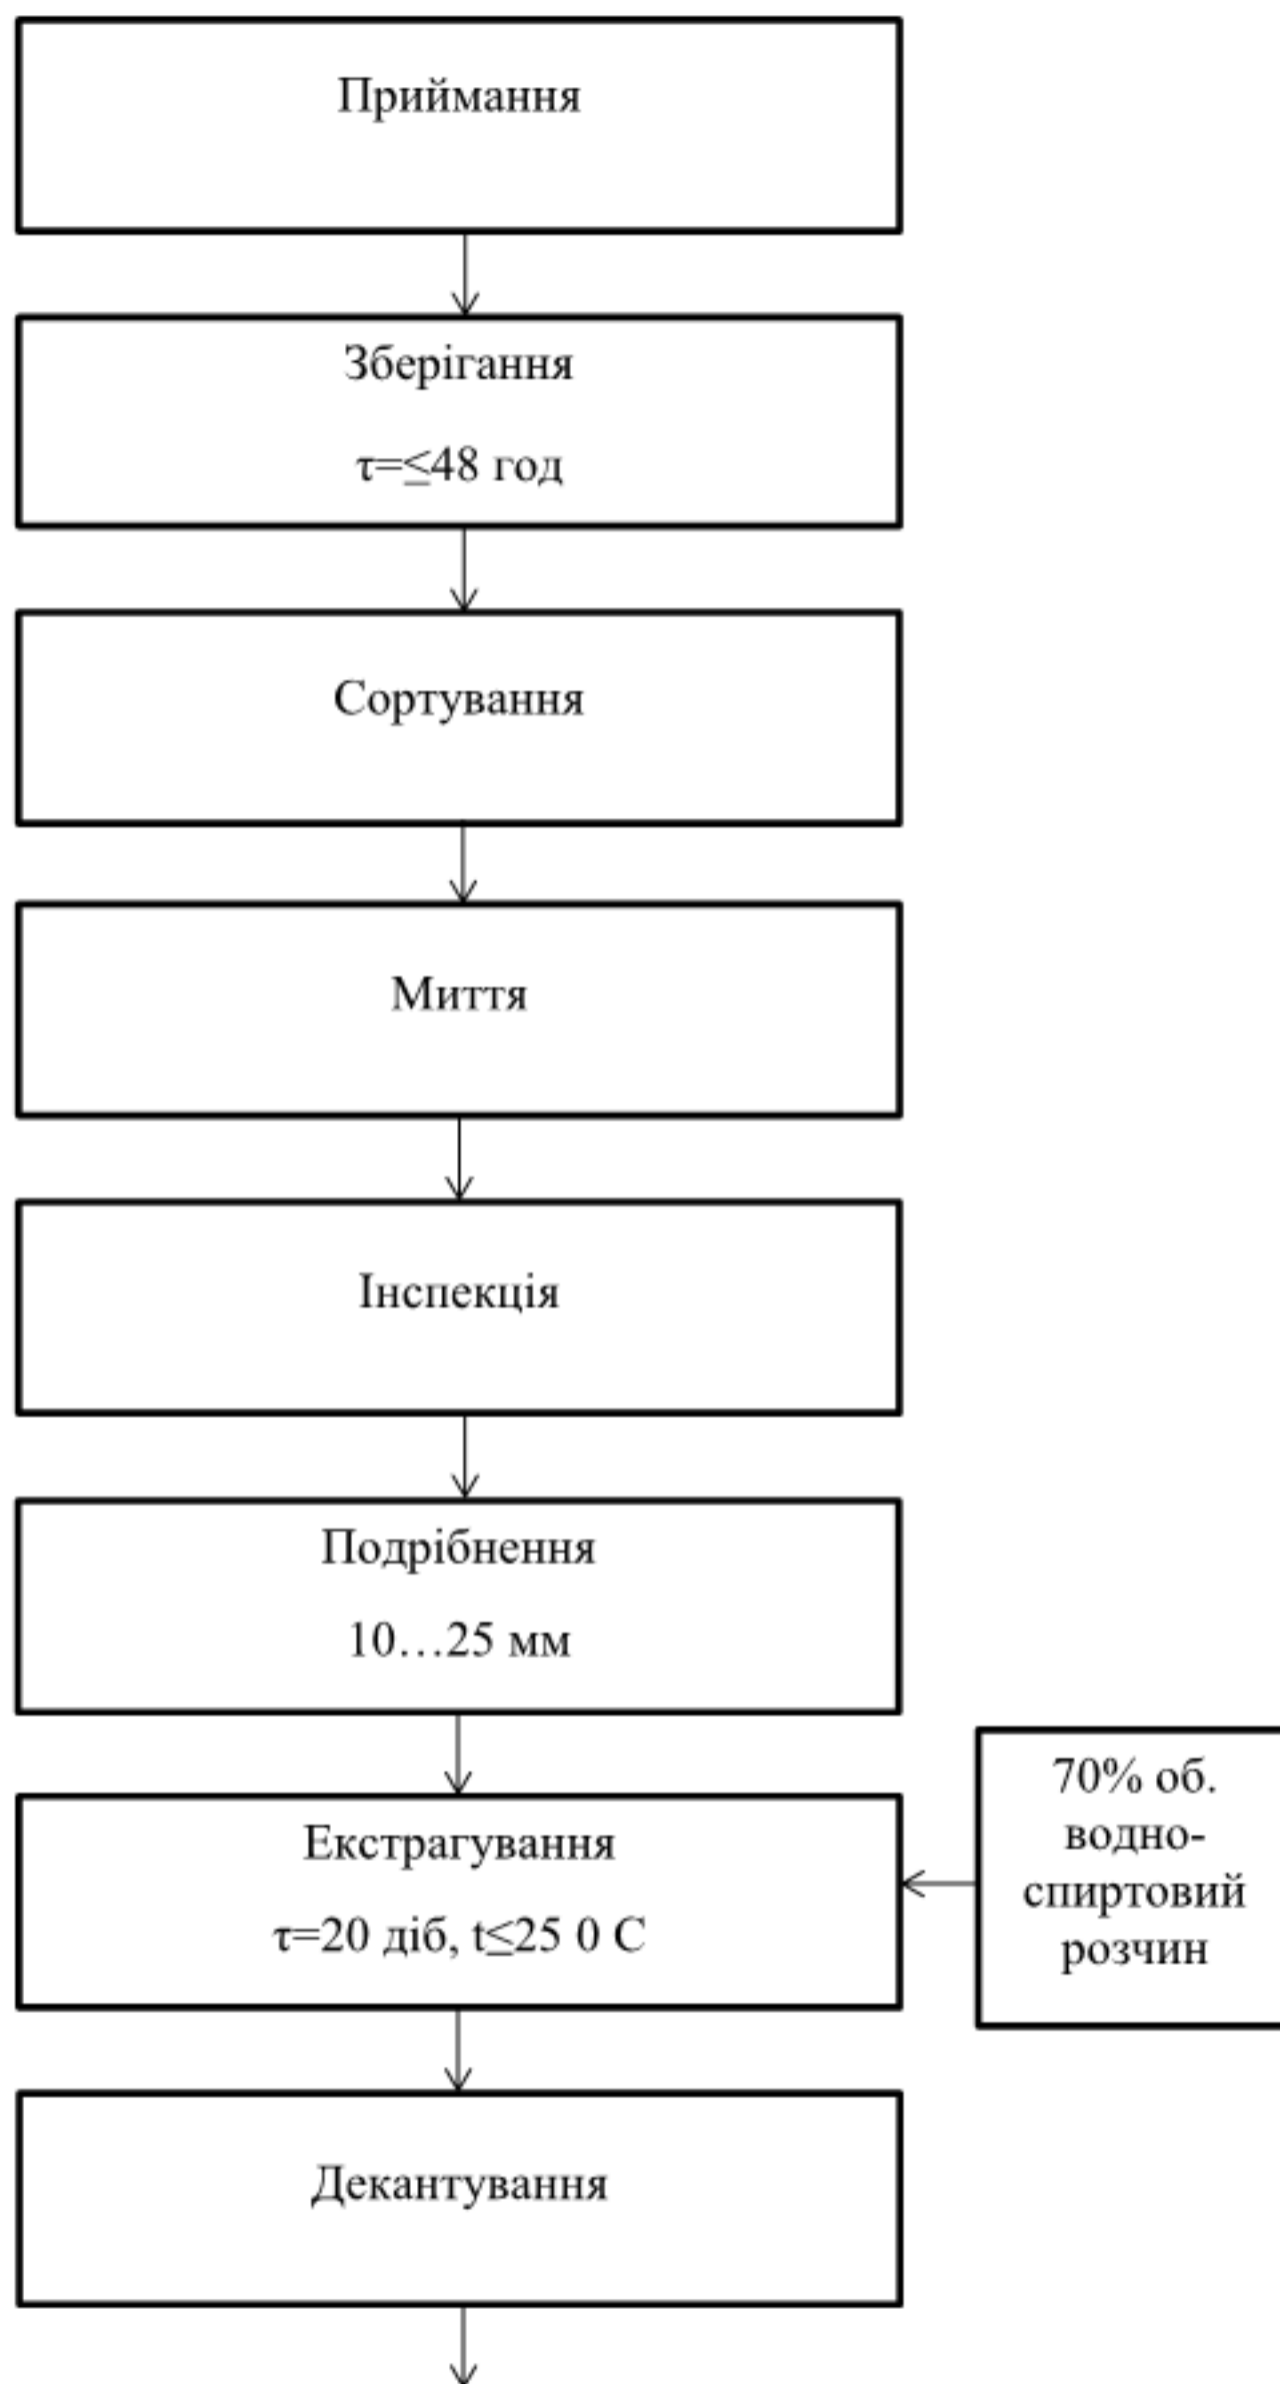 Приймання
Зберігання
τ=≤48 год
Сортування
Миття
Інспекція
Подрібнення
10…25 мм
Екстрагування
τ=20 діб, t≤25 0 С
70% об.
водно-
спиртовий
розчин
Декантування